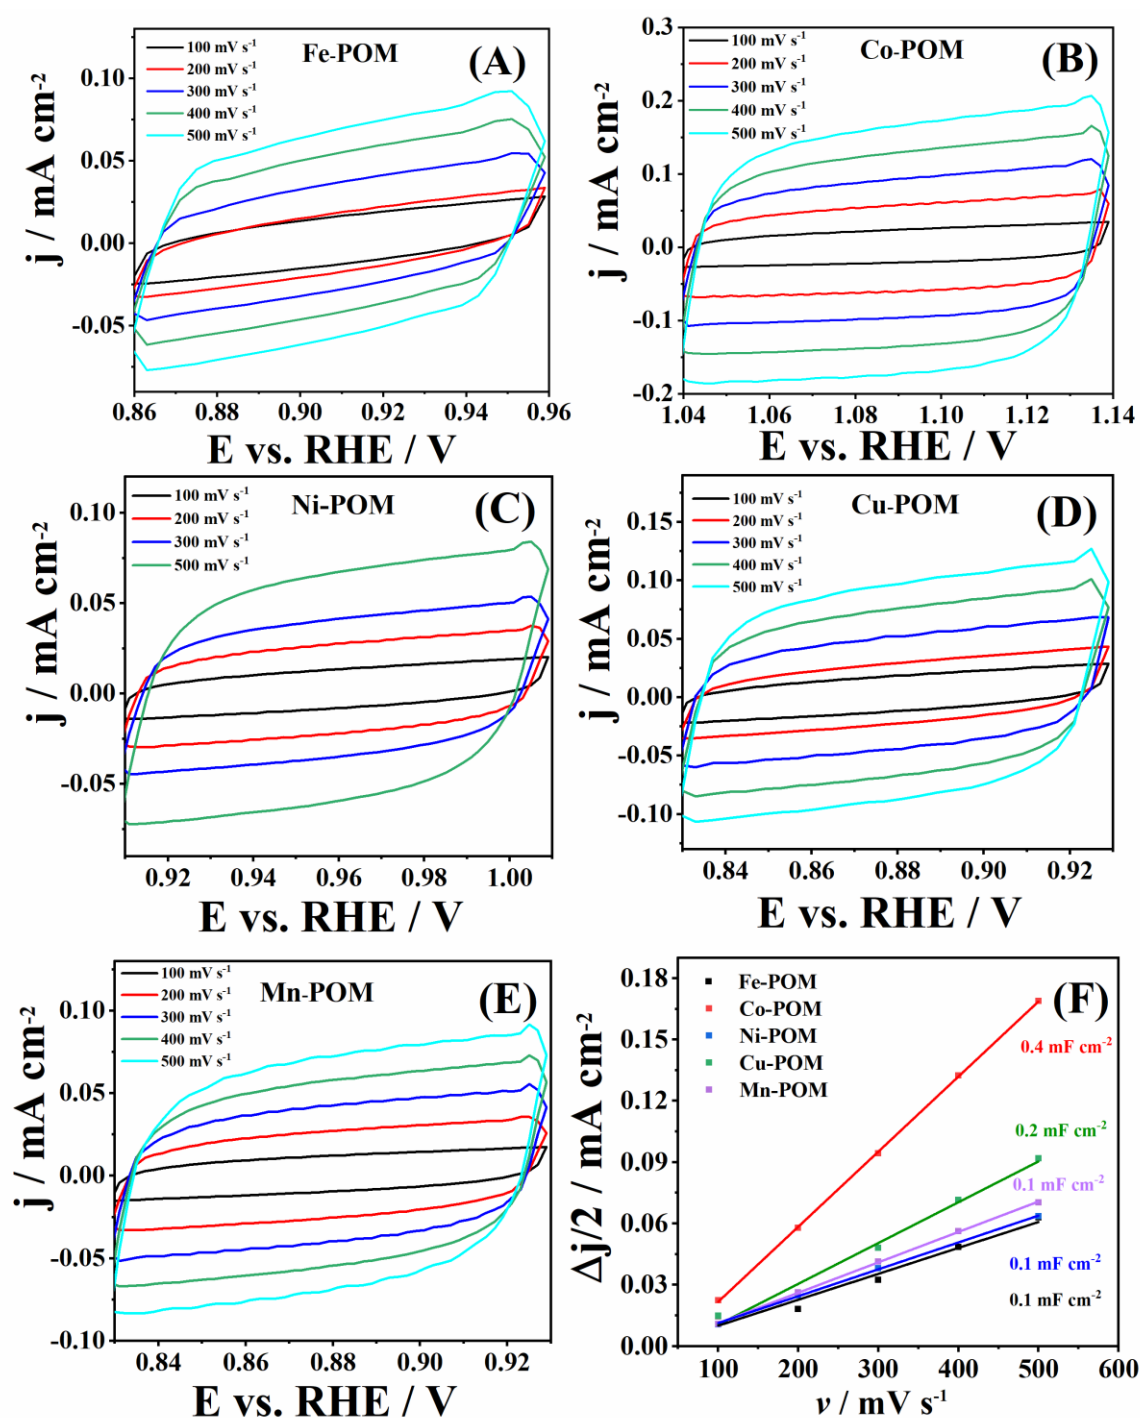 Fe-POM
(A)
100 mV s⁻¹
200 mV s⁻¹
300 mV s⁻¹
400 mV s⁻¹
500 mV s⁻¹
j / mA cm⁻²
0.10
0.05
0.00
-0.05
0.86 0.88 0.90 0.92 0.94 0.96
E vs. RHE / V
Co-POM
(B)
100 mV s⁻¹
200 mV s⁻¹
300 mV s⁻¹
400 mV s⁻¹
500 mV s⁻¹
j / mA cm⁻²
0.3
0.2
0.1
0.0
-0.1
-0.2
1.04 1.06 1.08 1.10 1.12 1.14
E vs. RHE / V
Ni-POM
(C)
100 mV s⁻¹
200 mV s⁻¹
300 mV s⁻¹
500 mV s⁻¹
j / mA cm⁻²
0.10
0.05
0.00
-0.05
0.92 0.94 0.96 0.98 1.00
E vs. RHE / V
Cu-POM
(D)
100 mV s⁻¹
200 mV s⁻¹
300 mV s⁻¹
400 mV s⁻¹
500 mV s⁻¹
j / mA cm⁻²
0.15
0.10
0.05
0.00
-0.05
-0.10
0.84 0.86 0.88 0.90 0.92
E vs. RHE / V
Mn-POM
(E)
100 mV s⁻¹
200 mV s⁻¹
300 mV s⁻¹
400 mV s⁻¹
500 mV s⁻¹
j / mA cm⁻²
0.10
0.05
0.00
-0.05
-0.10
0.84 0.86 0.88 0.90 0.92
E vs. RHE / V
(F)
Fe-POM
Co-POM
Ni-POM
Cu-POM
Mn-POM
0.4 mF cm⁻²
0.2 mF cm⁻²
0.1 mF cm⁻²
0.1 mF cm⁻²
0.1 mF cm⁻²
Δj/2 / mA cm⁻²
0.18
0.15
0.12
0.09
0.06
0.03
0.00
100 200 300 400 500 600
ν / mV s⁻¹